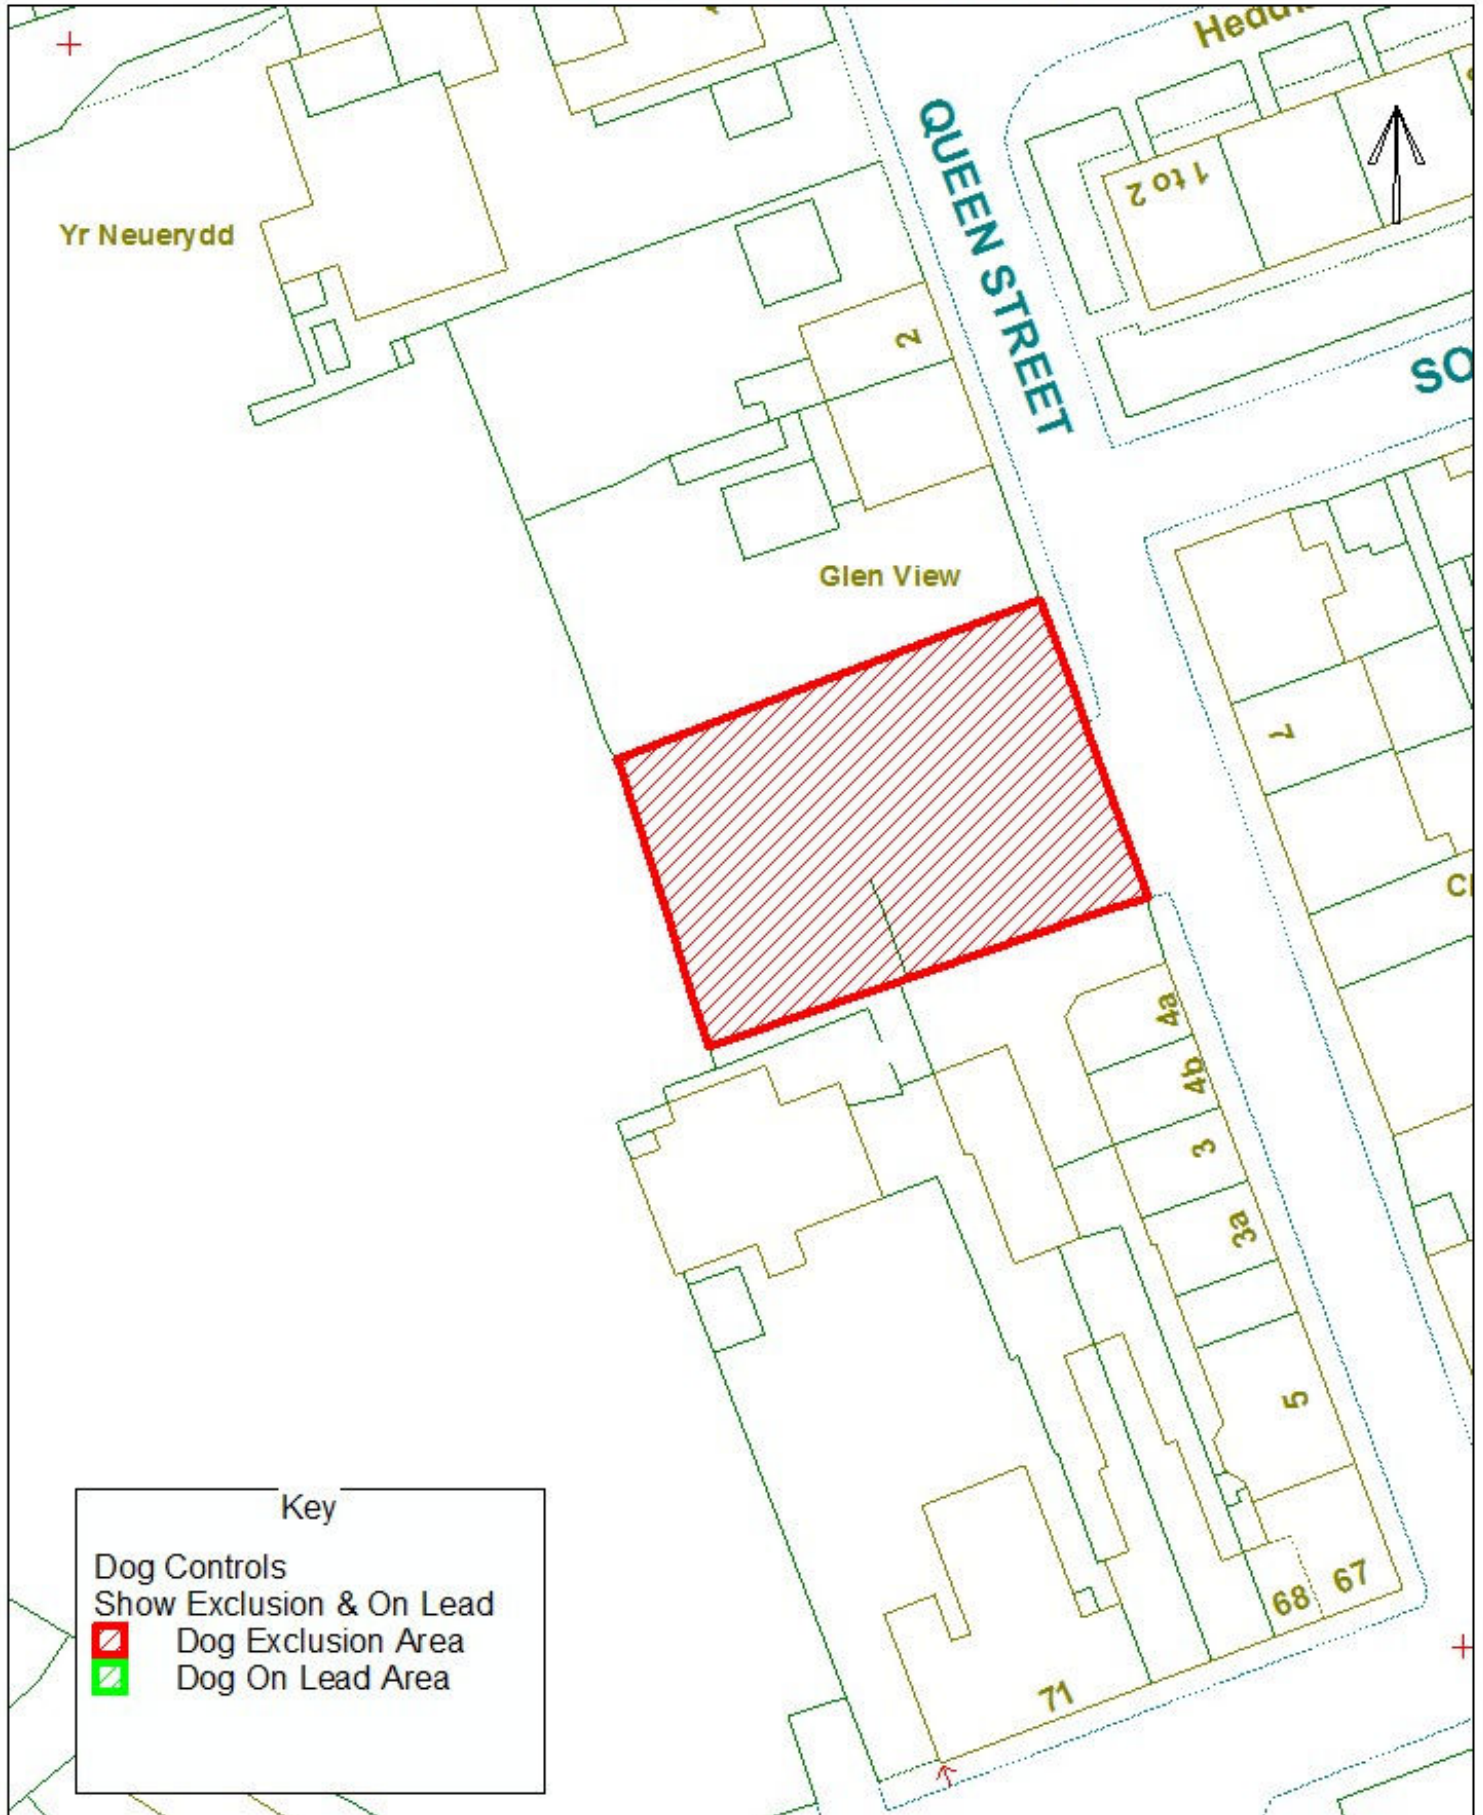 QUEEN STREET
1 to 2
Yr Neuerydd
2
SO
Glen View
7
4a
4b
3
3a
5
68
67
71
Key
Dog Controls
Show Exclusion & On Lead
Dog Exclusion Area
Dog On Lead Area